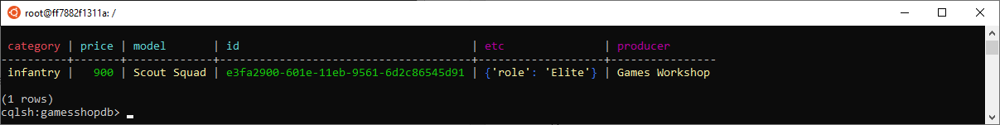 root@ff7882f1311a: /
category | price | model | id | etc | producer
----------+-------+-------------+--------------------------------------+-------------------+----------------
infantry | 900 | Scout Squad | e3fa2900-601e-11eb-9561-6d2c86545d91 | {'role': 'Elite'} | Games Workshop
(1 rows)
cqlsh:gamesshopdb>